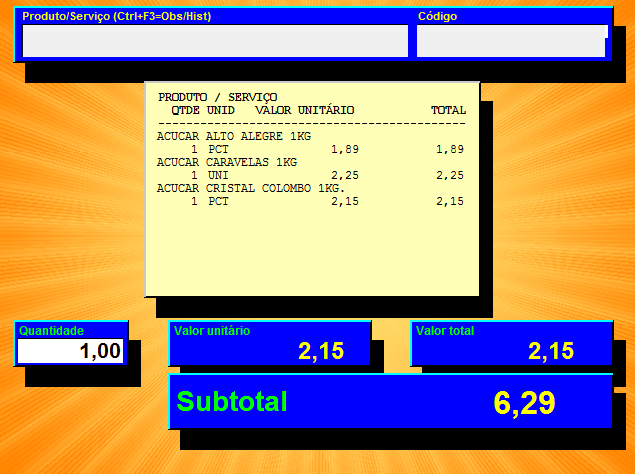 Produto/Serviço (Ctrl+F3=Obs/Hist) Código
PRODUTO / SERVIÇO
QTDE UNID VALOR UNITÁRIO TOTAL
------------------------------------------------
ACUCAR ALTO ALEGRE 1KG
1 PCT 1,89 1,89
ACUCAR CARAVELAS 1KG
1 UNI 2,25 2,25
ACUCAR CRISTAL COLOMBO 1KG.
1 PCT 2,15 2,15
Quantidade Valor unitário Valor total
1,00 2,15 2,15
Subtotal 6,29